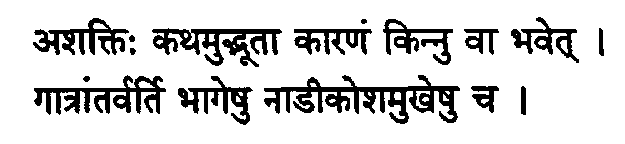 अशक्तिः कथमुद्भूता कारणं किन्नु वा भवेत् ।
गात्रांतर्वर्ति भागेषु नाडीकोशमुखेषु च ।